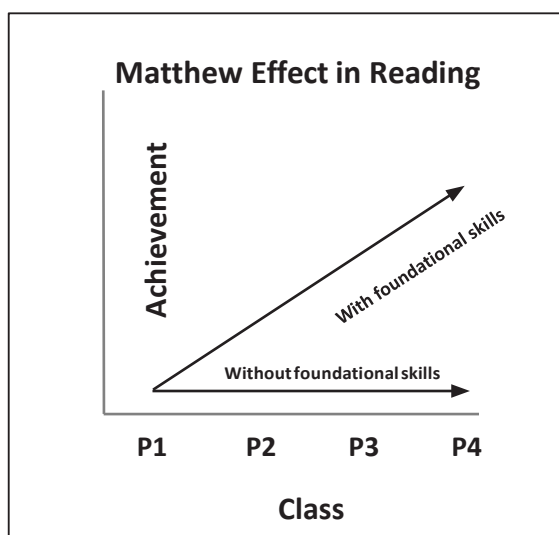 Matthew Effect in Reading
Achievement
With foundational skills
Without foundational skills
P1 P2 P3 P4
Class